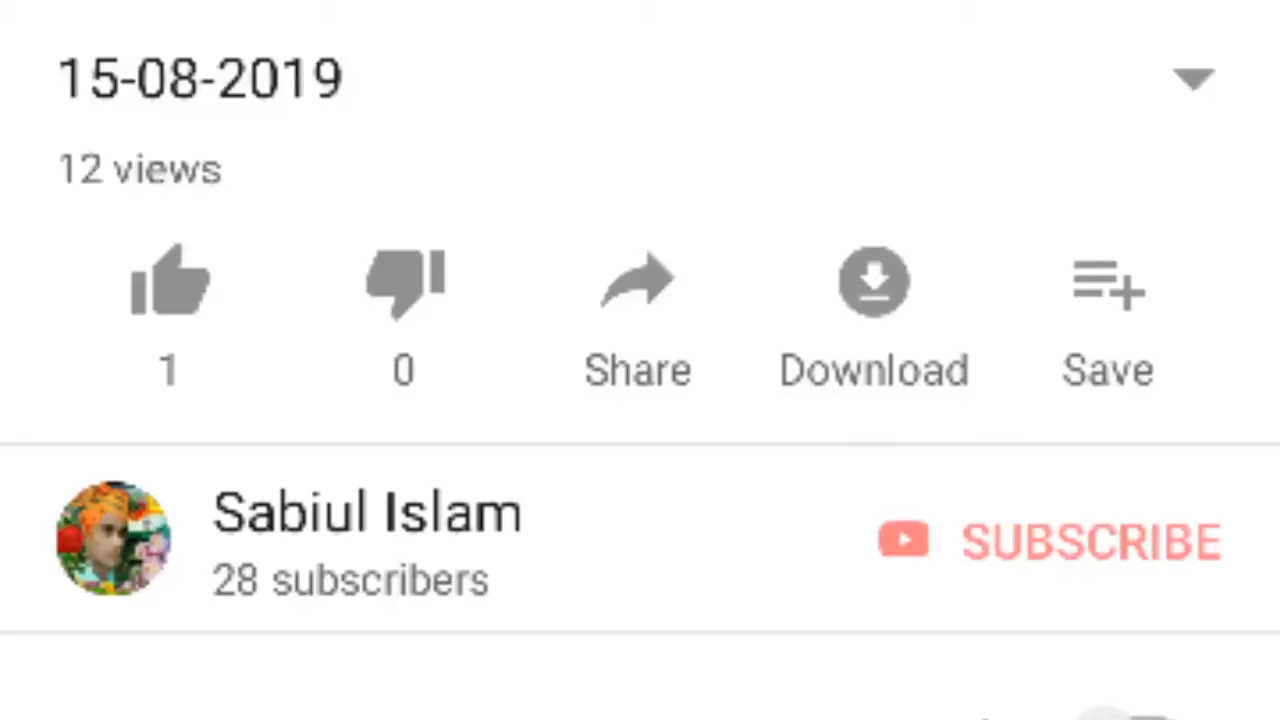 15-08-2019
12 views
1 0 Share Download Save
Sabiul Islam
28 subscribers
SUBSCRIBE